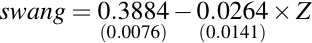 swang = 0.3884 − 0.0264 × Z
(0.0076) (0.0141)